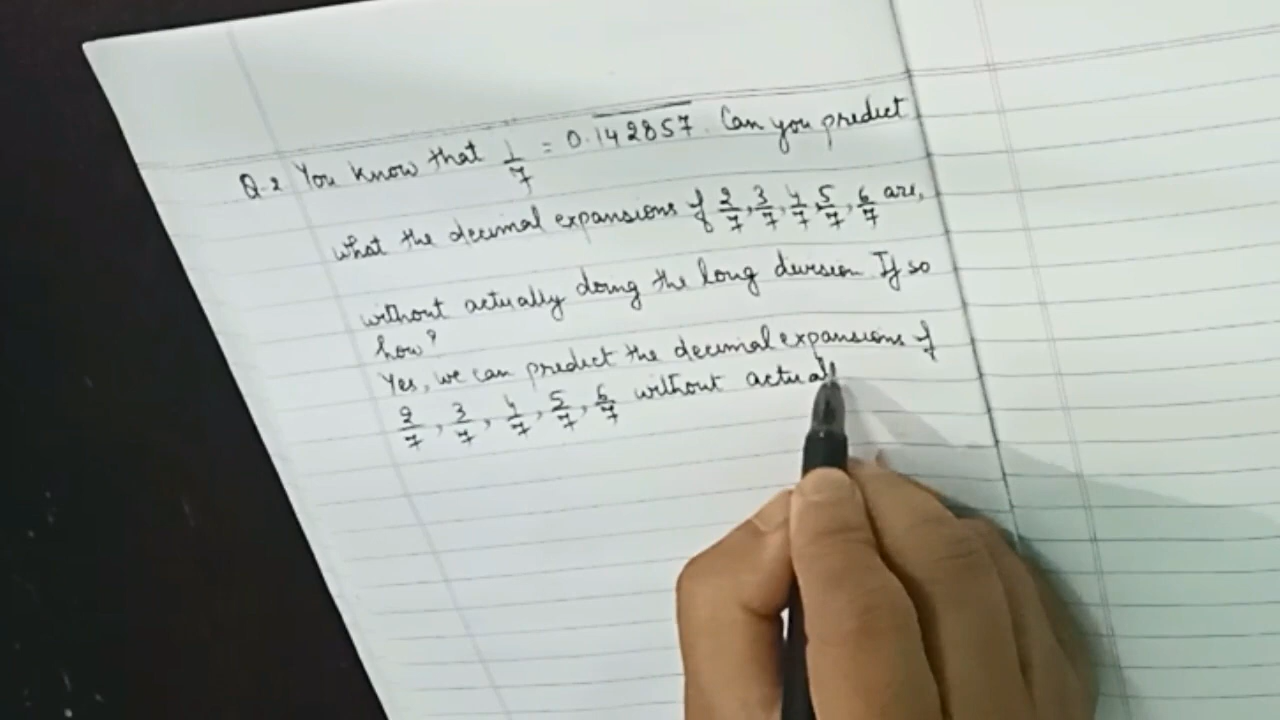 Q-2 You know that 1/7 = 0.142857. Can you predict
what the decimal expansions of 2/7, 3/7, 4/7, 5/7, 6/7 are,
without actually doing the long division If so
how?
Yes, we can predict the decimal expansions of
2/7, 3/7, 4/7, 5/7, 6/7 without actuall